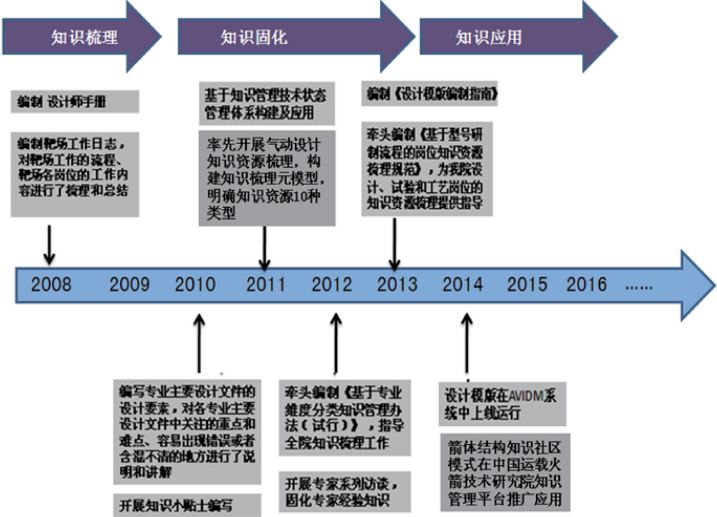 知识梳理
知识固化
知识应用
编制 设计师手册
编制靶场工作日志，
对靶场工作的流程、
靶场各岗位的工作内
容进行了梳理和总结
基于知识管理技术状态
管理体系构建及应用
率先开展气动设计
知识资源梳理，构
建知识梳理元模型，
明确知识资源10种
类型
编制《设计模版编制指南》
牵头编制《基于型号研
制流程的岗位知识资源
梳理规范》，为我院设
计、试验和工艺岗位的
知识资源梳理提供指导
2008 2009 2010 2011 2012 2013 2014 2015 2016 ……
编写专业主要设计文件的
设计要素，对各专业主要
设计文件中关注的重点和
难点、容易出现错误或者
含混不清的地方进行了说
明和讲解
开展知识小贴士编写
牵头编制《基于专业
维度分类知识管理办
法（试行）》，指导
全院知识梳理工作
开展专家系列访谈，
固化专家经验知识
设计模版在AVIDM系
统中上线运行
箭体结构知识社区
模式在中国运载火
箭技术研究院知识
管理平台推广应用